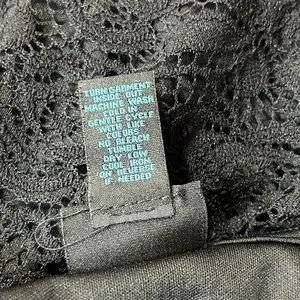 TURN GARMENT
INSIDE OUT
MACHINE WASH
COLD IN
GENTLE CYCLE
WITH LIKE
COLORS
NO BLEACH
TUMBLE
DRY LOW
COOL IRON
ON REVERSE
IF NEEDED